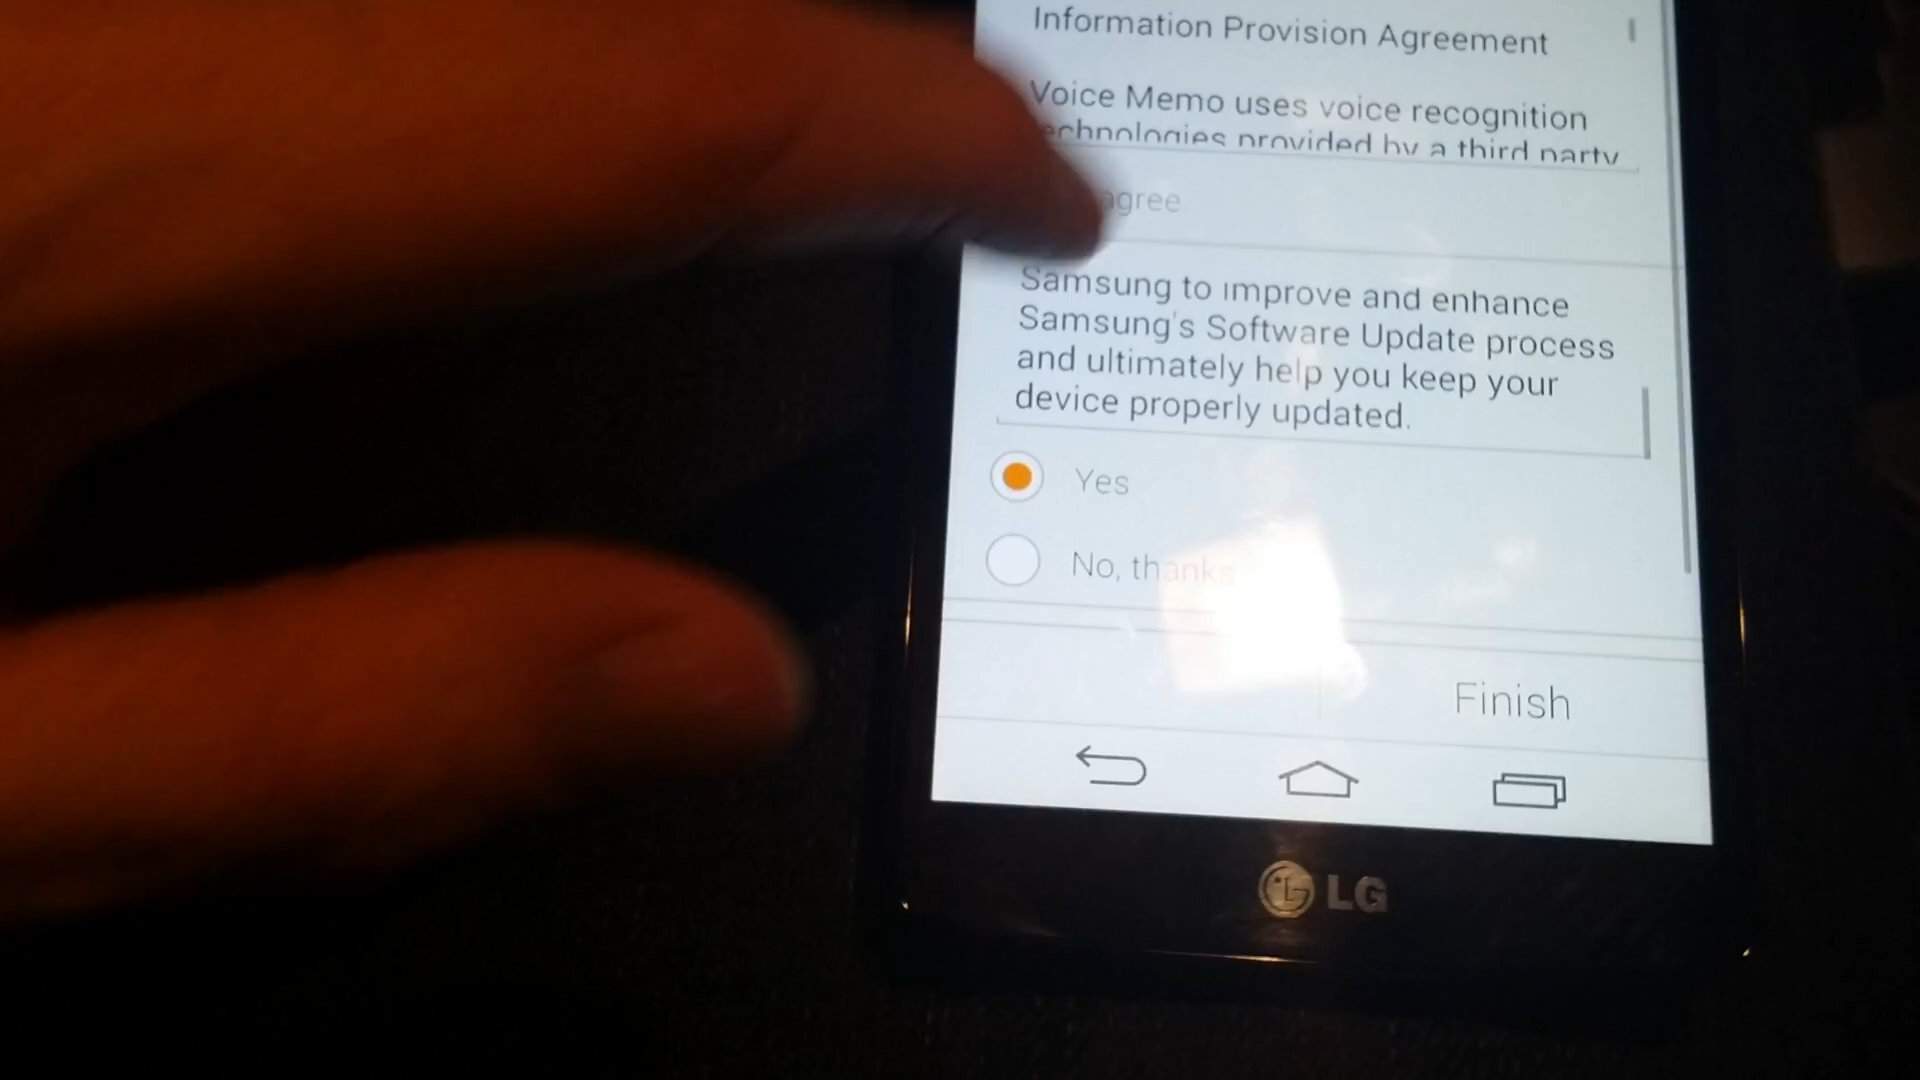 Information Provision Agreement
Voice Memo uses voice recognition
technologies provided by a third party
agree
Samsung to improve and enhance
Samsung's Software Update process
and ultimately help you keep your
device properly updated.
Yes
No, thanks
Finish
LG